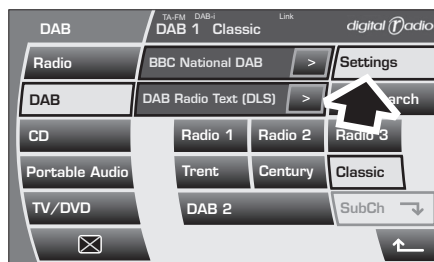 DAB
TA-FM DAB-i Link
DAB 1 Classic
digital radio
Radio
BBC National DAB >
Settings
DAB
DAB Radio Text (DLS) >
arch
CD
Radio 1 Radio 2 Radio 3
Portable Audio
Trent Century Classic
TV/DVD
DAB 2
SubCh